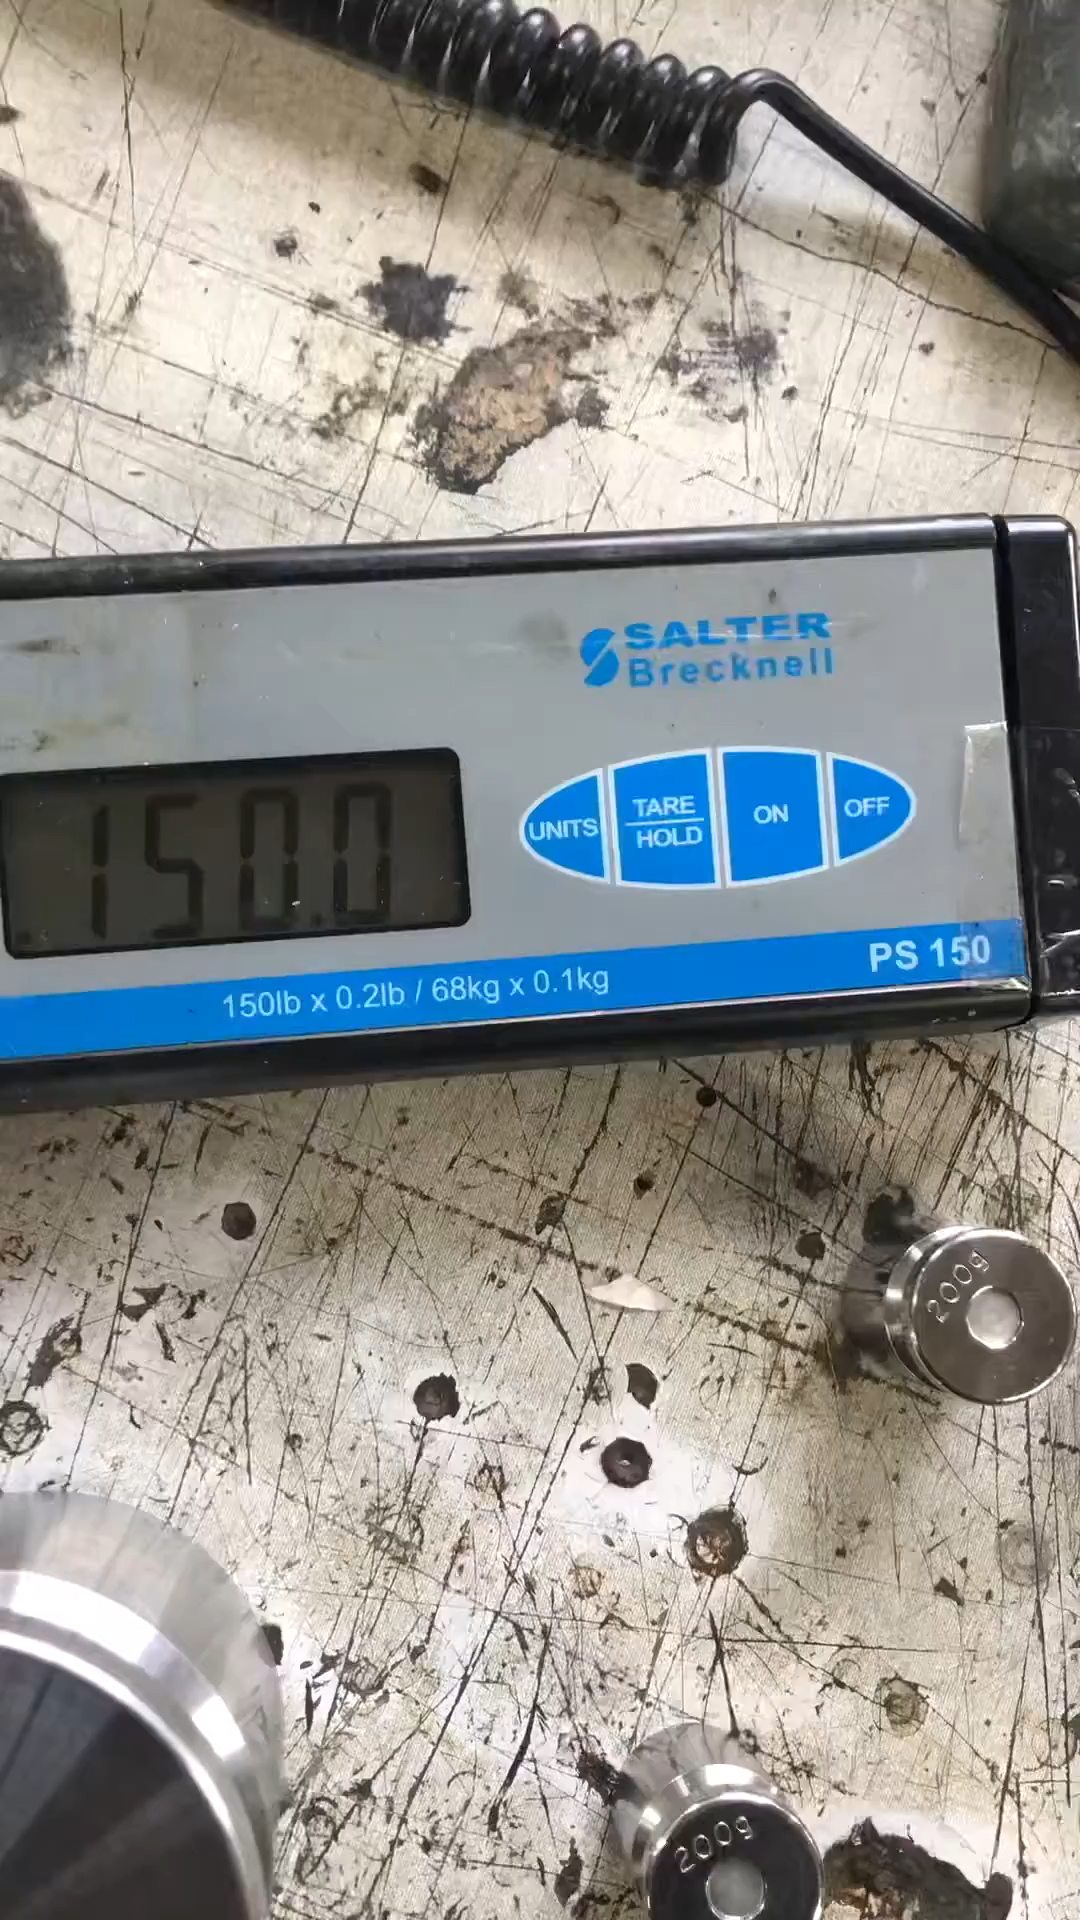 SALTER
Brecknell
150.0
UNITS
TARE
HOLD
ON
OFF
PS 150
150lb x 0.2lb / 68kg x 0.1kg
200g
200g